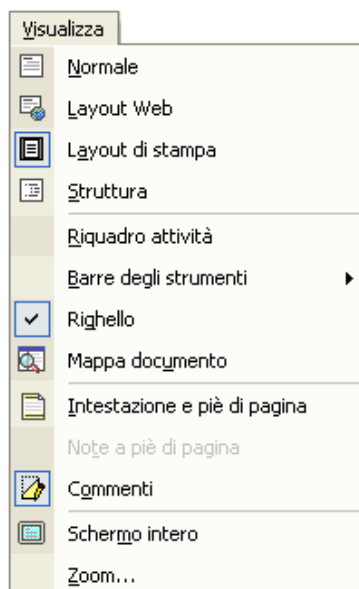 Visualizza
Normale
Layout Web
Layout di stampa
Struttura
Riquadro attività
Barre degli strumenti
Righello
Mappa documento
Intestazione e piè di pagina
Note a piè di pagina
Commenti
Schermo intero
Zoom...